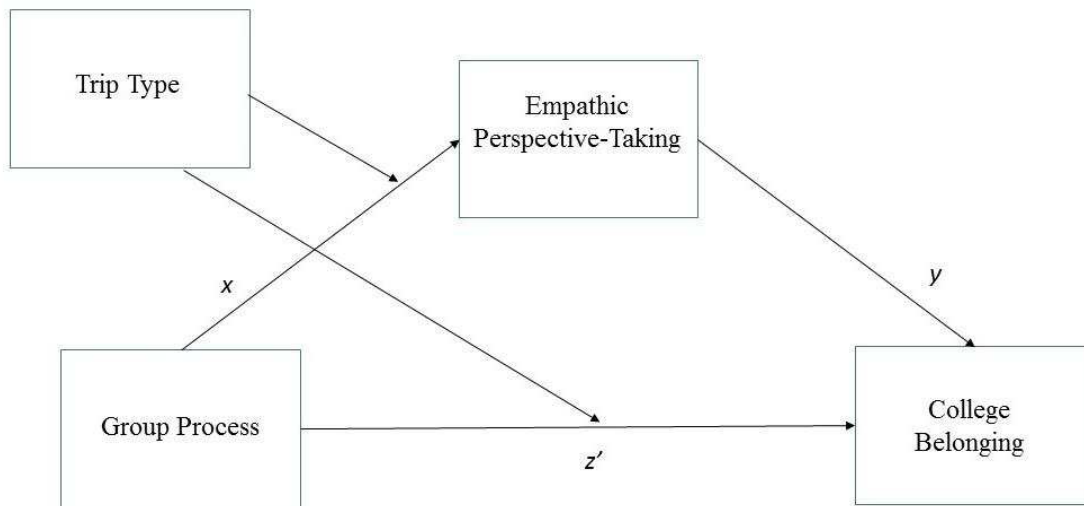 Trip Type
Empathic
Perspective-Taking
x
y
Group Process
z’
College
Belonging